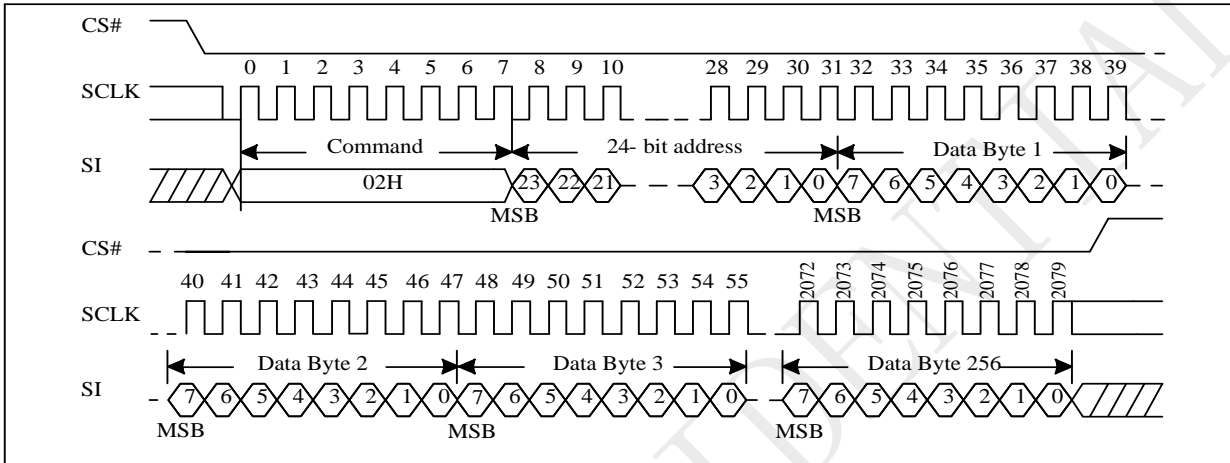 CS#
0 1 2 3 4 5 6 7 8 9 10 28 29 30 31 32 33 34 35 36 37 38 39
SCLK
Command 24- bit address Data Byte 1
SI
02H 23 22 21 3 2 1 0 7 6 5 4 3 2 1 0
MSB MSB
CS#
40 41 42 43 44 45 46 47 48 49 50 51 52 53 54 55 2072 2073 2074 2075 2076 2077 2078 2079
SCLK
Data Byte 2 Data Byte 3 Data Byte 256
SI
7 6 5 4 3 2 1 0 7 6 5 4 3 2 1 0 7 6 5 4 3 2 1 0
MSB MSB MSB
DENTIAL